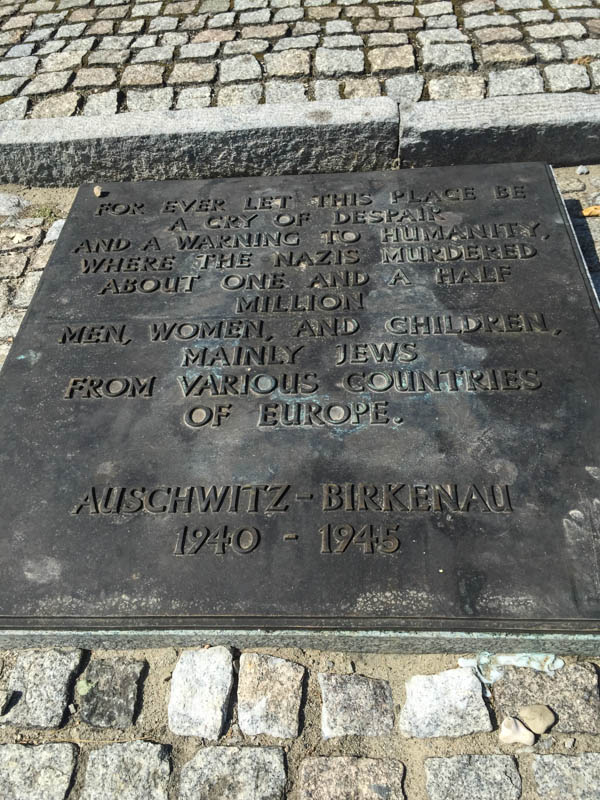 FOR EVER LET THIS PLACE BE
A CRY OF DESPAIR
AND A WARNING TO HUMANITY,
WHERE THE NAZIS MURDERED
ABOUT ONE AND A HALF
MILLION
MEN, WOMEN, AND CHILDREN,
MAINLY JEWS
FROM VARIOUS COUNTRIES
OF EUROPE.
AUSCHWITZ-BIRKENAU
1940 - 1945